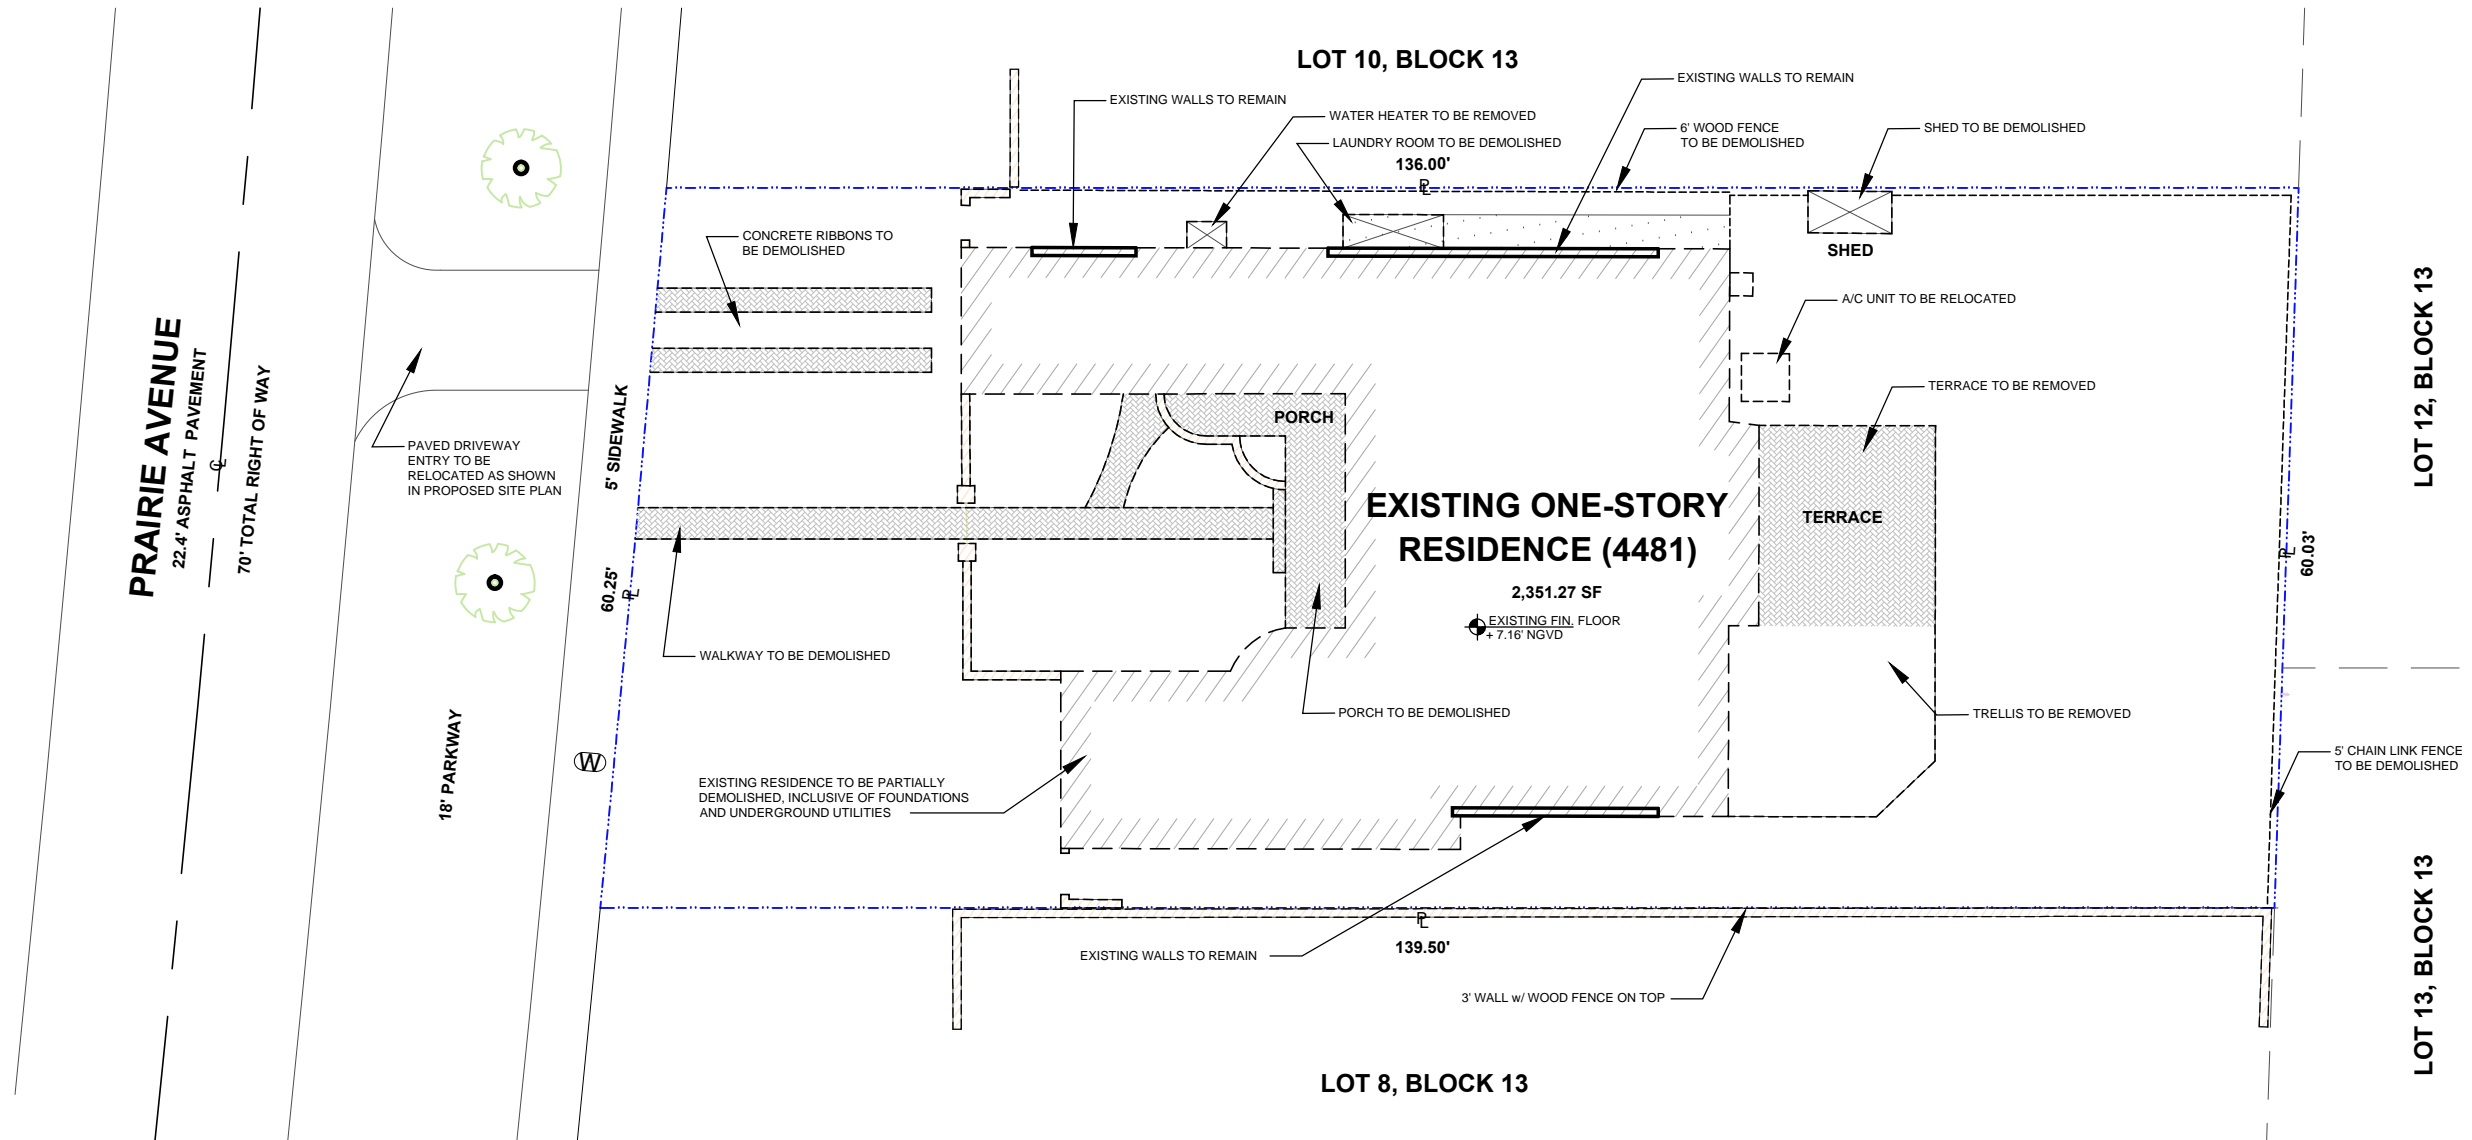 LOT 10, BLOCK 13
EXISTING WALLS TO REMAIN
EXISTING WALLS TO REMAIN
WATER HEATER TO BE REMOVED
LAUNDRY ROOM TO BE DEMOLISHED
136.00'
PL
6' WOOD FENCE
TO BE DEMOLISHED
SHED TO BE DEMOLISHED
SHED
CONCRETE RIBBONS TO
BE DEMOLISHED
A/C UNIT TO BE RELOCATED
TERRACE TO BE REMOVED
TERRACE
PORCH
PRAIRIE AVENUE
22.4' ASPHALT PAVEMENT
CL
70' TOTAL RIGHT OF WAY
PAVED DRIVEWAY
ENTRY TO BE
RELOCATED AS SHOWN
IN PROPOSED SITE PLAN
5' SIDEWALK
60.25'
PL
18' PARKWAY
W
WALKWAY TO BE DEMOLISHED
EXISTING ONE-STORY
RESIDENCE (4481)
2,351.27 SF
EXISTING FIN. FLOOR
+ 7.16' NGVD
PORCH TO BE DEMOLISHED
TRELLIS TO BE REMOVED
EXISTING RESIDENCE TO BE PARTIALLY
DEMOLISHED, INCLUSIVE OF FOUNDATIONS
AND UNDERGROUND UTILITIES
5' CHAIN LINK FENCE
TO BE DEMOLISHED
PL
60.03'
LOT 12, BLOCK 13
LOT 13, BLOCK 13
PL
139.50'
EXISTING WALLS TO REMAIN
3' WALL w/ WOOD FENCE ON TOP
LOT 8, BLOCK 13